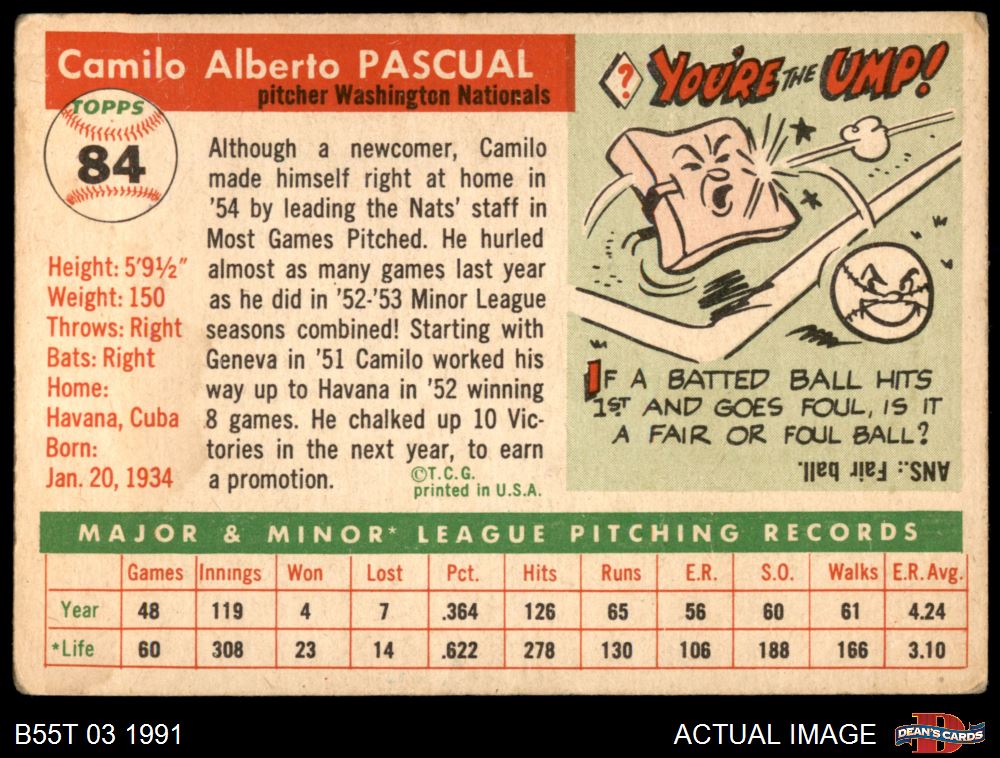 Camilo Alberto PASCUAL
pitcher Washington Nationals
TOPPS
84
Height: 5'9½"
Weight: 150
Throws: Right
Bats: Right
Home:
Havana, Cuba
Born:
Jan. 20, 1934
Although a newcomer, Camilo
made himself right at home in
'54 by leading the Nats' staff in
Most Games Pitched. He hurled
almost as many games last year
as he did in '52-'53 Minor League
seasons combined! Starting with
Geneva in '51 Camilo worked his
way up to Havana in '52 winning
8 games. He chalked up 10 Vic-
tories in the next year, to earn
a promotion.
©T.C.G.
printed in U.S.A.
? YOU'RE THE UMP!
IF A BATTED BALL HITS
1ST AND GOES FOUL, IS IT
A FAIR OR FOUL BALL?
ANS.: Fair ball.
MAJOR & MINOR* LEAGUE PITCHING RECORDS
Games Innings Won Lost Pct. Hits Runs E.R. S.O. Walks E.R.Avg.
Year 48 119 4 7 .364 126 65 56 60 61 4.24
*Life 60 308 23 14 .622 278 130 106 188 166 3.10
B55T 03 1991
ACTUAL IMAGE
DEAN'S CARDS